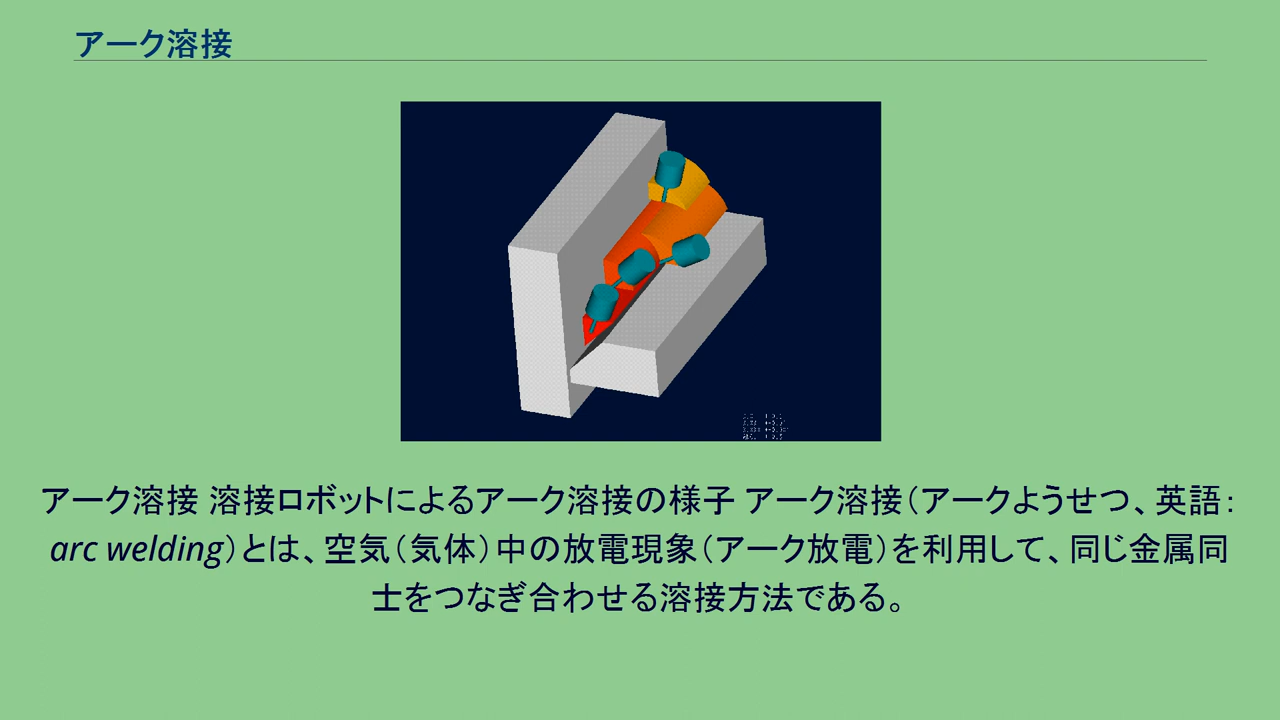 アーク溶接
アーク溶接 溶接ロボットによるアーク溶接の様子 アーク溶接（アークようせつ、英語：
arc welding）とは、空気（気体）中の放電現象（アーク放電）を利用して、同じ金属同
士をつなぎ合わせる溶接方法である。